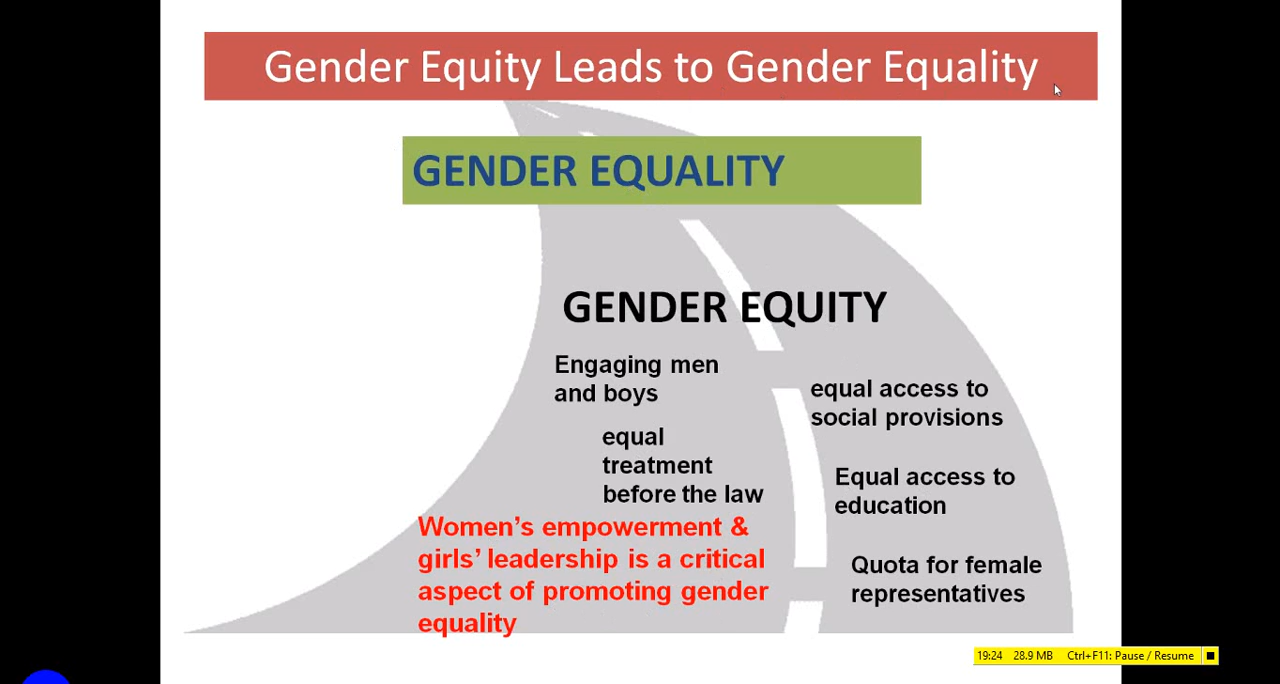 Gender Equity Leads to Gender Equality
GENDER EQUALITY
GENDER EQUITY
Engaging men
and boys
equal
treatment
before the law
Women’s empowerment &
girls’ leadership is a critical
aspect of promoting gender
equality
equal access to
social provisions
Equal access to
education
Quota for female
representatives
19:24 28.9 MB Ctrl+F11: Pause / Resume